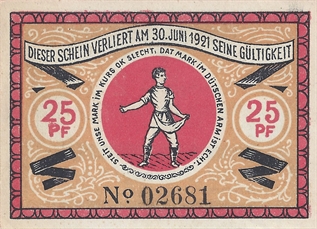 DIESER SCHEIN VERLIERT AM 30. JUNI 1921 SEINE GÜLTIGKEIT
STEIT UNSE MARK IM KURS OK SLECHT, DAT MARK IM DÜTSCHEN ARM IST ECHT.
25 PF
25 PF
No 02681